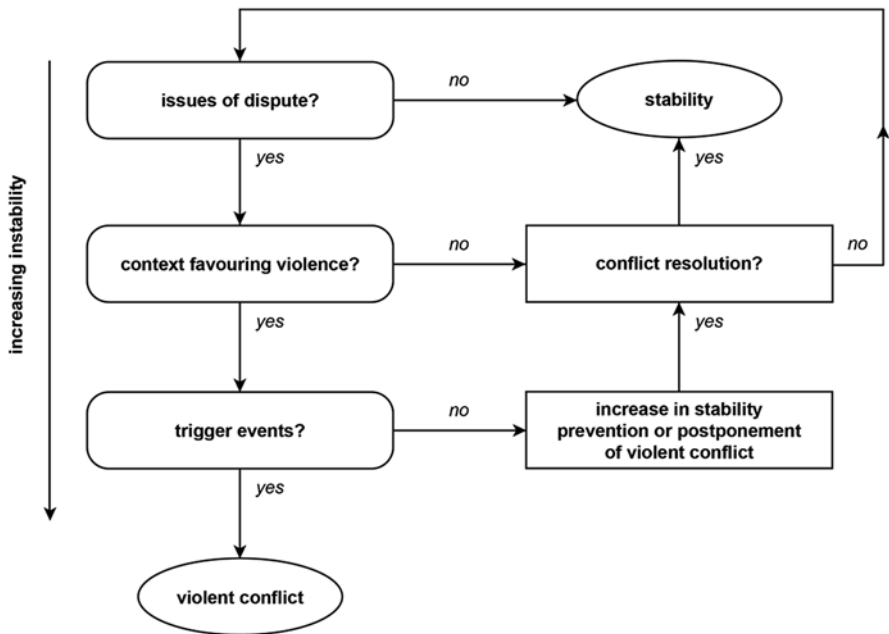 issues of dispute?
no
stability
yes
yes
context favouring violence?
no
conflict resolution?
no
yes
yes
trigger events?
no
increase in stability
prevention or postponement
of violent conflict
yes
violent conflict
increasing instability